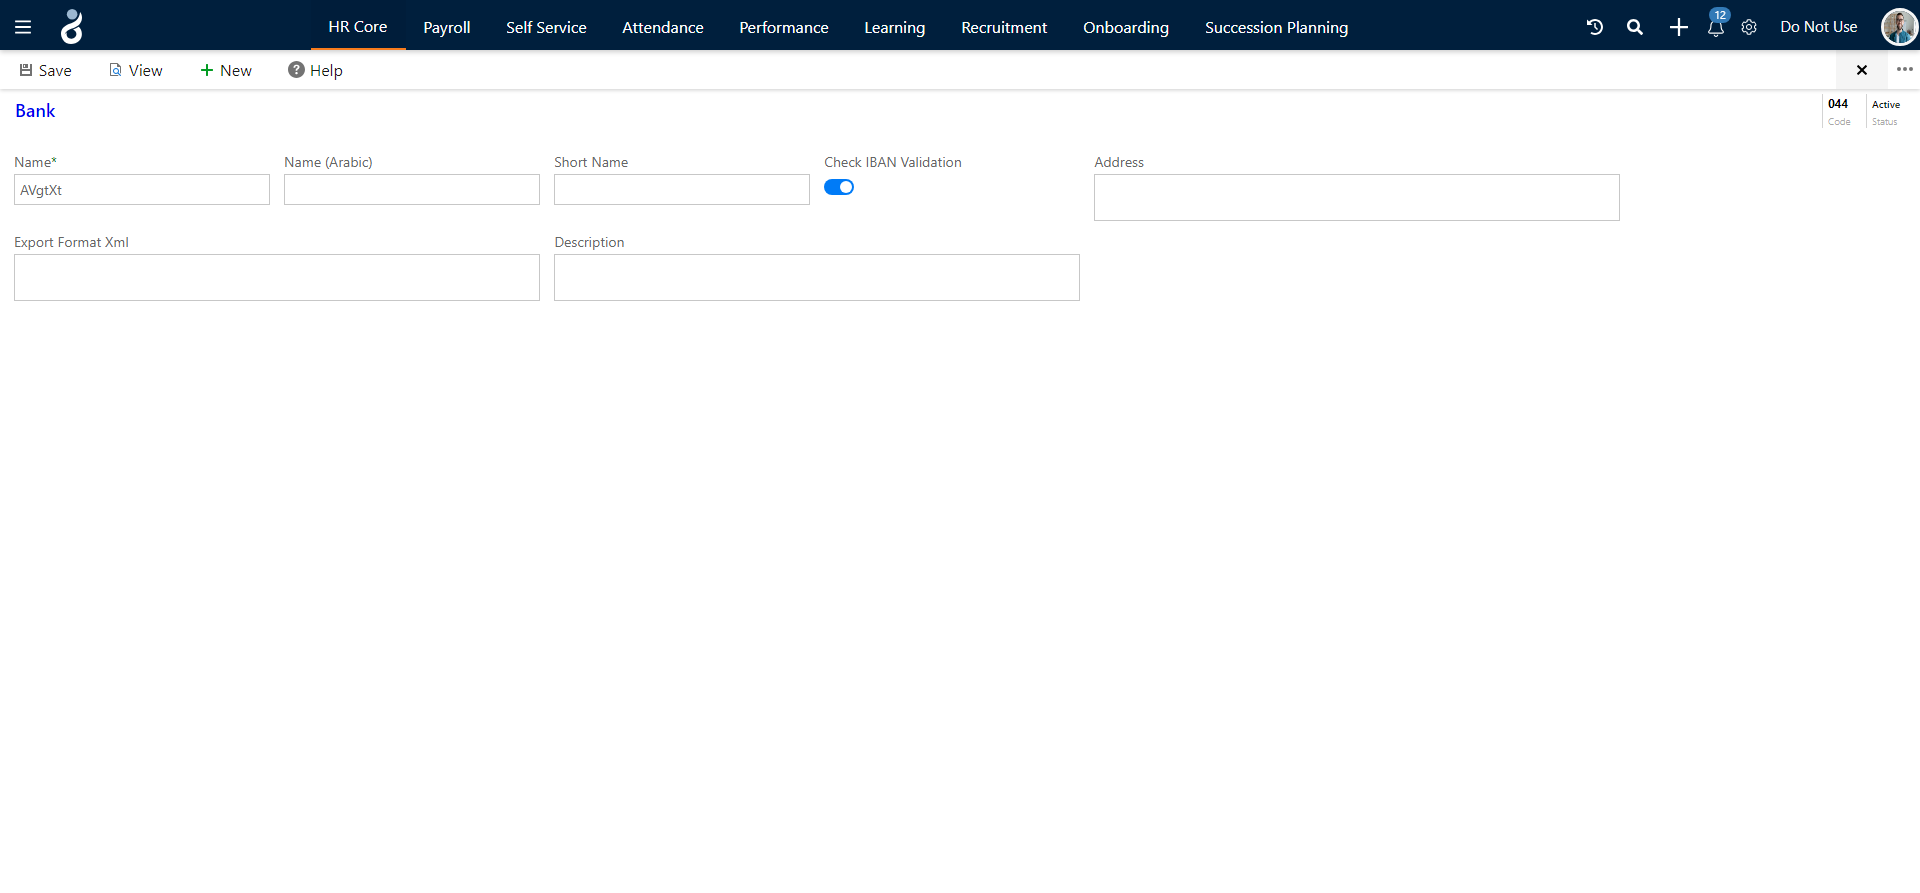 HR Core Payroll Self Service Attendance Performance Learning Recruitment Onboarding Succession Planning 12 Do Not Use
Save View New Help
Bank
044 Active
Code Status
Name* Name (Arabic) Short Name Check IBAN Validation Address
AVgtXt
Export Format Xml Description